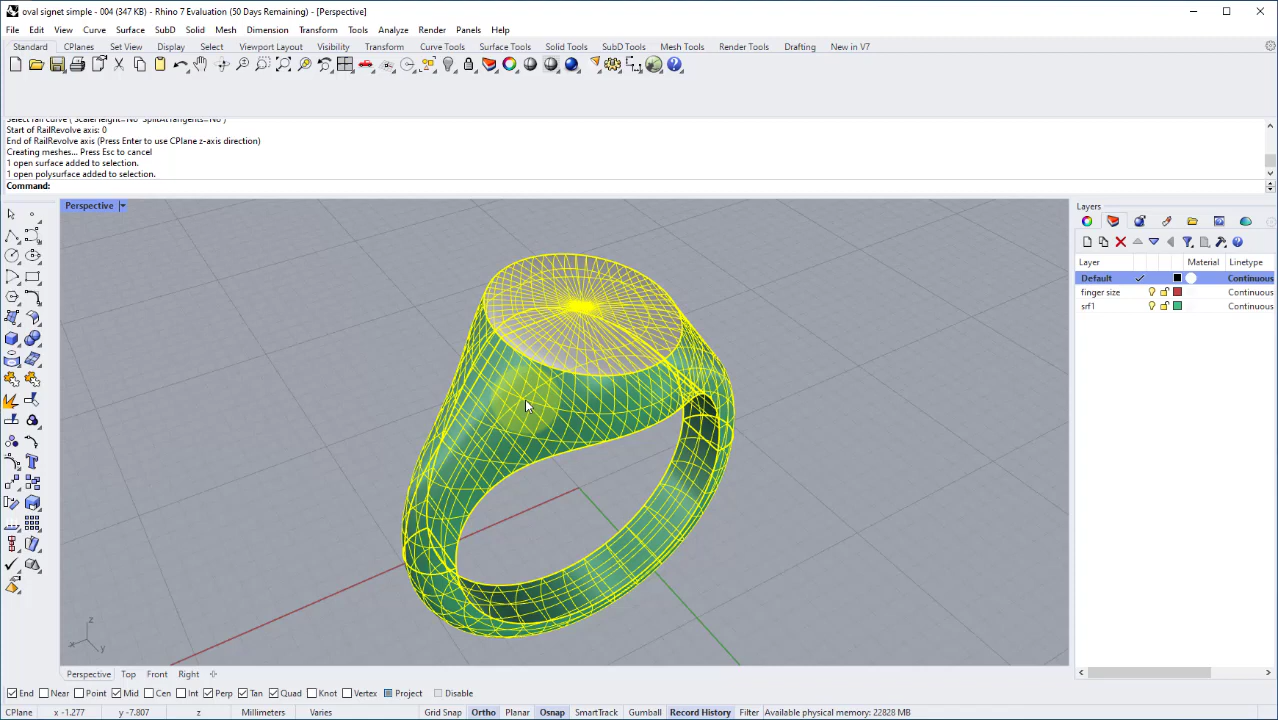 oval signet simple - 004 (347 KB) - Rhino 7 Evaluation (50 Days Remaining) - [Perspective]
File Edit View Curve Surface SubD Solid Mesh Dimension Transform Tools Analyze Render Panels Help
Standard CPlanes Set View Display Select Viewport Layout Visibility Transform Curve Tools Surface Tools Solid Tools SubD Tools Mesh Tools Render Tools Drafting New in V7
Select rail curve ( ScaleHeight=No SplitAtTangents=No )
Start of RailRevolve axis: 0
End of RailRevolve axis (Press Enter to use CPlane z-axis direction)
Creating meshes... Press Esc to cancel
1 open surface added to selection.
1 open polysurface added to selection.
Command:
Perspective
Layers
Layer Material Linetype
Default Continuous
finger size Continuous
srf1 Continuous
z
x y
Perspective Top Front Right
End Near Point Mid Cen Int Perp Tan Quad Knot Vertex Project Disable
CPlane x -1.277 y -7.807 z Millimeters Varies Grid Snap Ortho Planar Osnap SmartTrack Gumball Record History Filter Available physical memory: 22828 MB